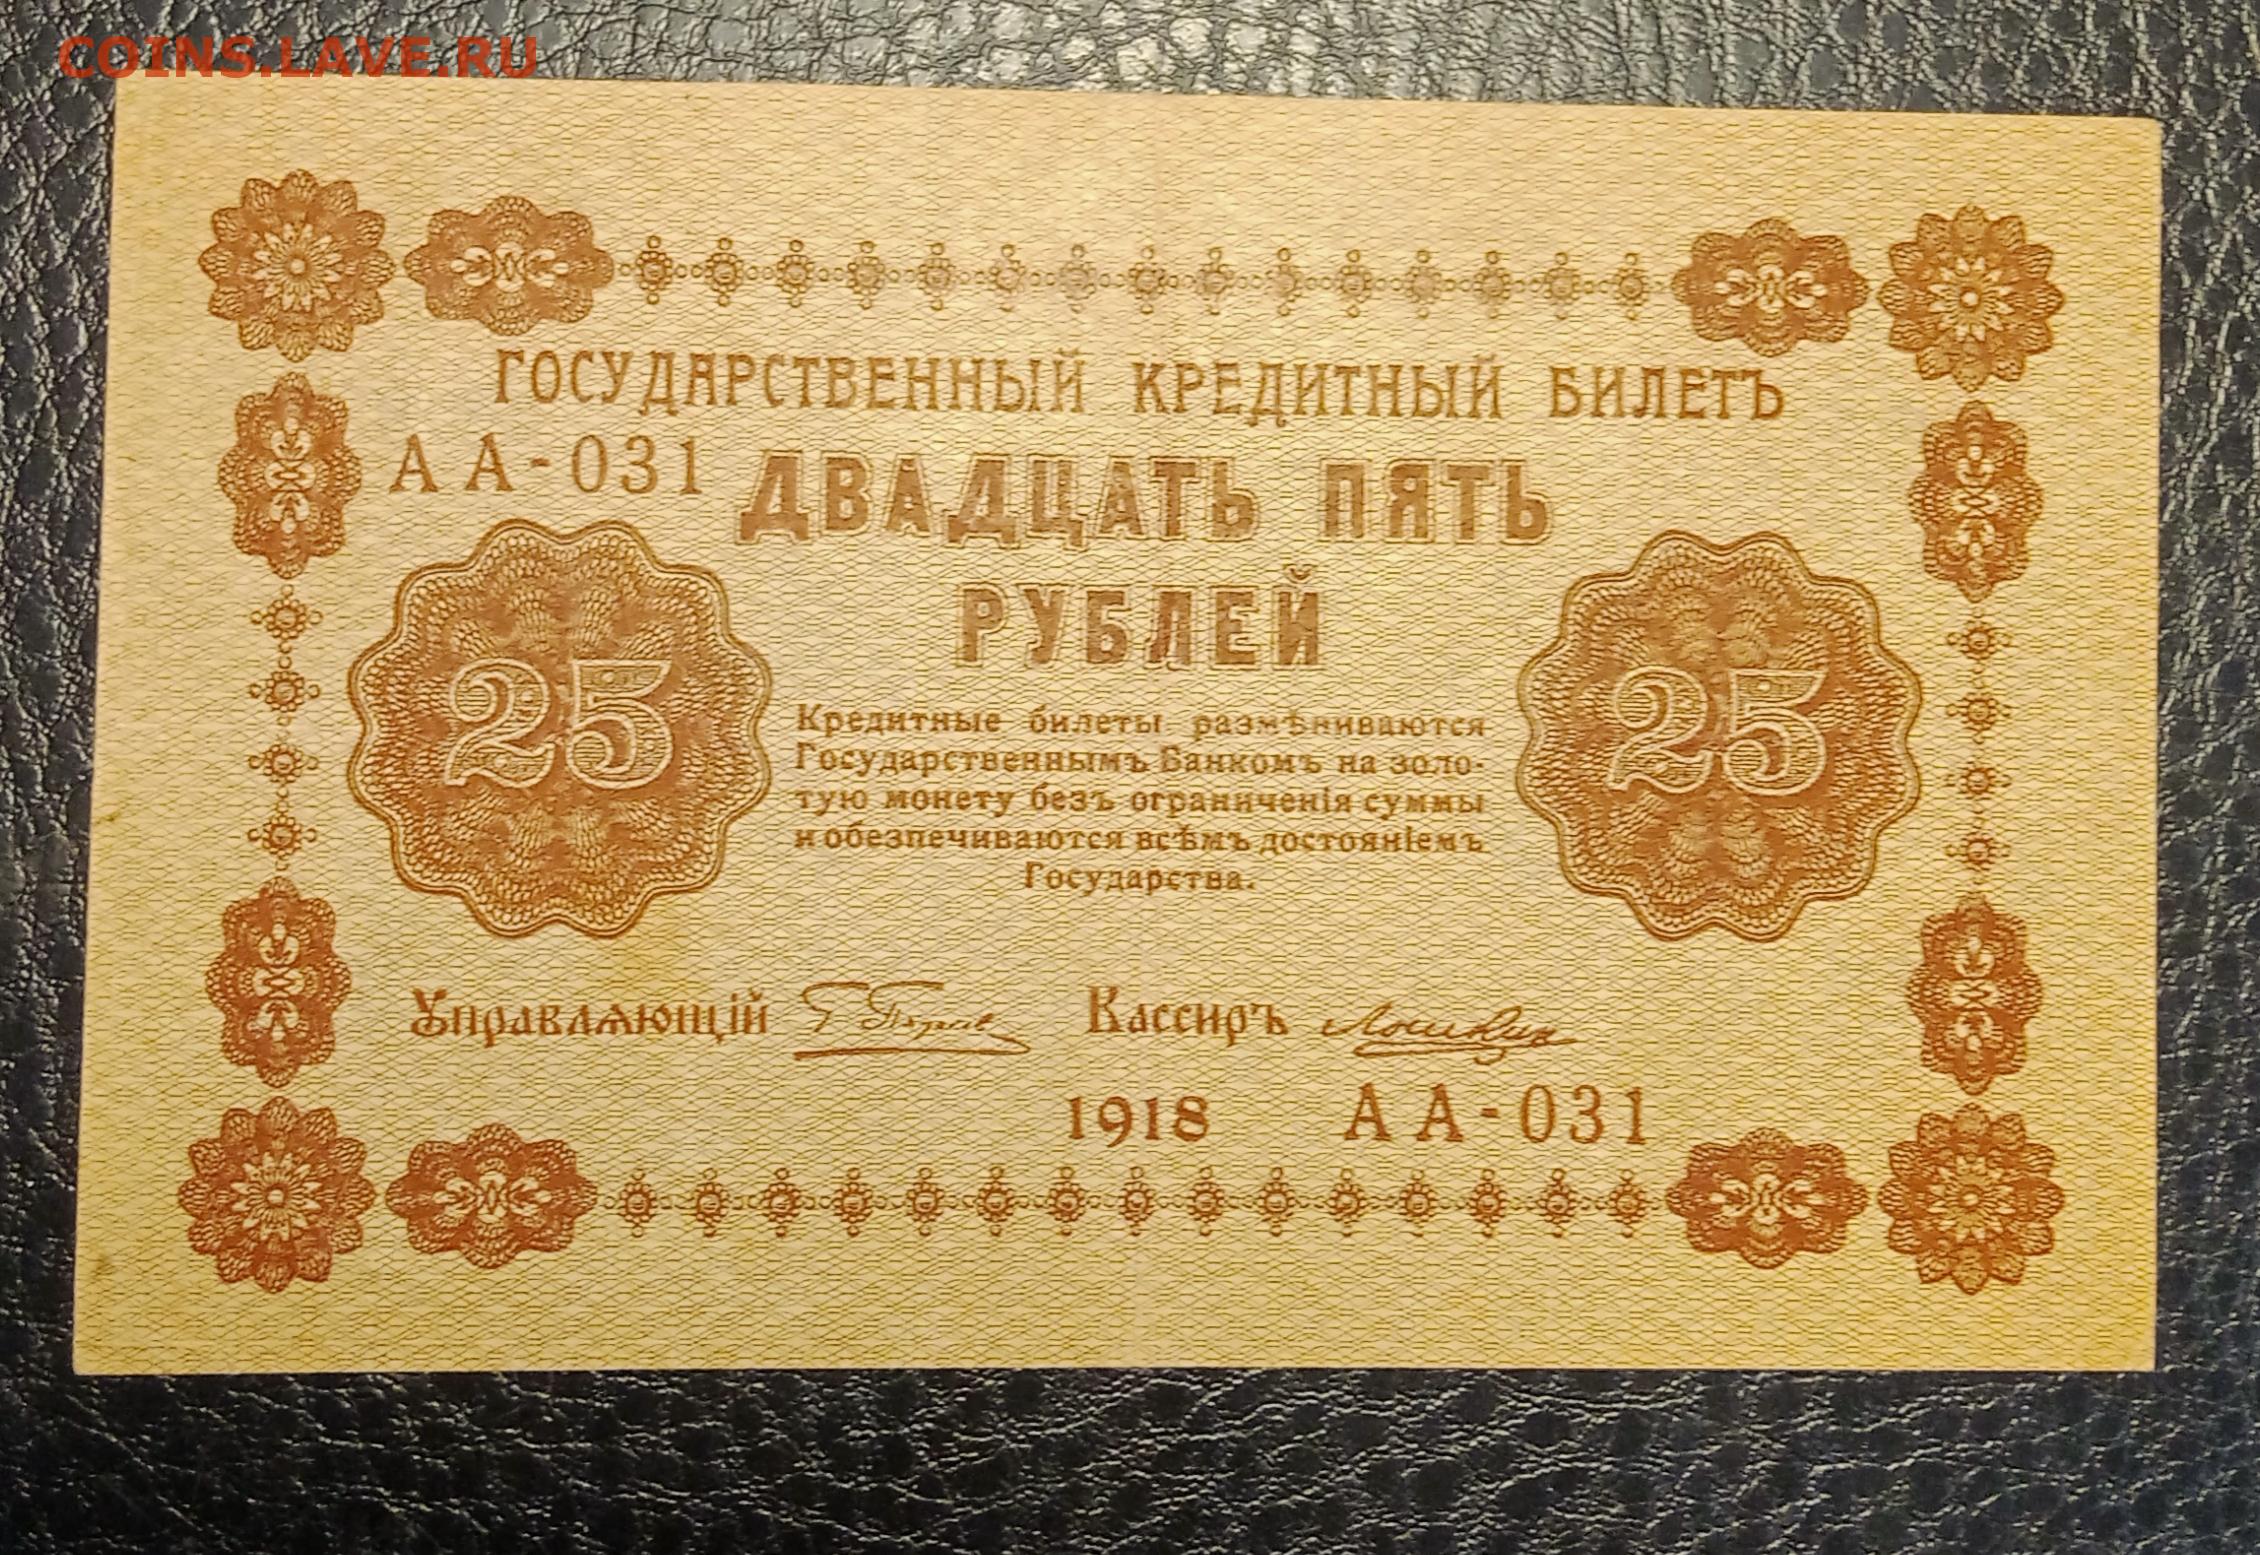 COINS.LAVE.RU
ГОСУДАРСТВЕННЫЙ КРЕДИТНЫЙ БИЛЕТЪ
АА-031
ДВАДЦАТЬ ПЯТЬ
РУБЛЕЙ
25
25
Кредитные билеты размѣниваются
Государственнымъ Банкомъ на золо-
тую монету безъ ограниченія суммы
и обезпечиваются всѣмъ достояніемъ
Государства.
Управляющій Г. Пятаков Кассиръ
1918 АА-031